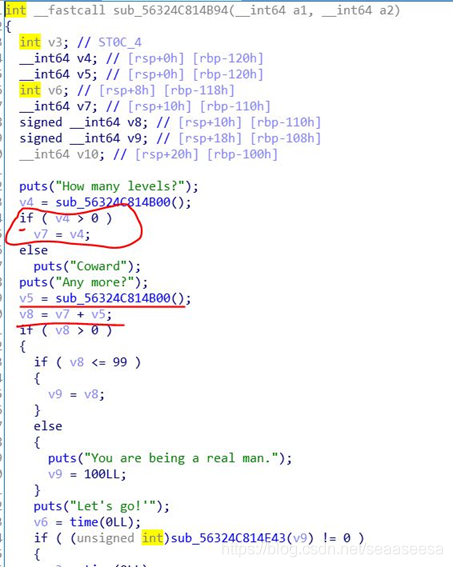 int __fastcall sub_56324C814B94(__int64 a1, __int64 a2)
{
int v3; // ST0C_4
__int64 v4; // [rsp+0h] [rbp-120h]
__int64 v5; // [rsp+0h] [rbp-120h]
int v6; // [rsp+8h] [rbp-118h]
__int64 v7; // [rsp+10h] [rbp-110h]
signed __int64 v8; // [rsp+10h] [rbp-110h]
signed __int64 v9; // [rsp+18h] [rbp-108h]
__int64 v10; // [rsp+20h] [rbp-100h]
puts("How many levels?");
v4 = sub_56324C814B00();
if ( v4 > 0 )
v7 = v4;
else
puts("Coward");
puts("Any more?");
v5 = sub_56324C814B00();
v8 = v7 + v5;
if ( v8 > 0 )
{
if ( v8 <= 99 )
{
v9 = v8;
}
else
{
puts("You are being a real man.");
v9 = 100LL;
}
puts("Let's go!'");
v6 = time(0LL);
if ( (unsigned int)sub_56324C814E43(v9) != 0 )
{
https://blog.csdn.net/seaaseesa